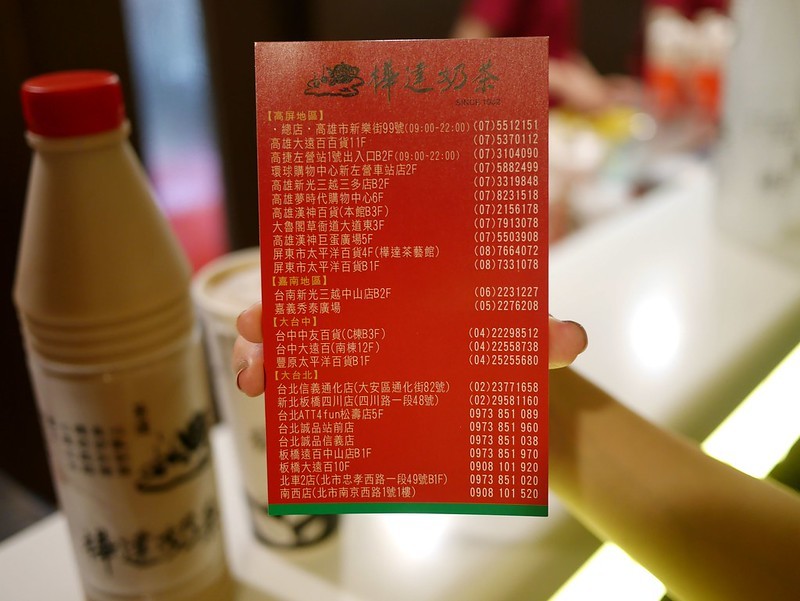 樺達奶茶
【高屏地區】
・總店・高雄市新樂街99號(09:00-22:00) (07)5512151
高雄大遠百百貨11F (07)5370112
高捷左營站1號出入口B2F(09:00-22:00) (07)3104090
環球購物中心新左營車站店2F (07)5882499
高雄新光三越三多店B2F (07)3319848
高雄夢時代購物中心6F (07)8231518
高雄漢神百貨(本館B3F) (07)2156178
大魯閣草衙道大道東3F (07)7913078
高雄漢神巨蛋廣場5F (07)5503908
屏東市太平洋百貨4F(樺達茶藝館) (08)7664072
屏東市太平洋百貨B1F (08)7331078
【嘉南地區】
台南新光三越中山店B2F (06)2231227
嘉義秀泰廣場 (05)2276208
【大台中】
台中中友百貨(C棟B3F) (04)22298512
台中大遠百(南棟12F) (04)22558738
豐原太平洋百貨B1F (04)25255680
【大台北】
台北信義通化店(大安區通化街82號) (02)23771658
新北板橋四川店(四川路一段48號) (02)29581160
台北ATT4fun松壽店5F 0973 851 089
台北誠品站前店 0973 851 960
台北誠品信義店 0973 851 038
板橋遠百中山店B1F 0973 851 970
板橋大遠百10F 0908 101 920
北車2店(北市忠孝西路一段49號B1F) 0973 851 020
南西店(北市南京西路1號1樓) 0908 101 520
樺達奶茶